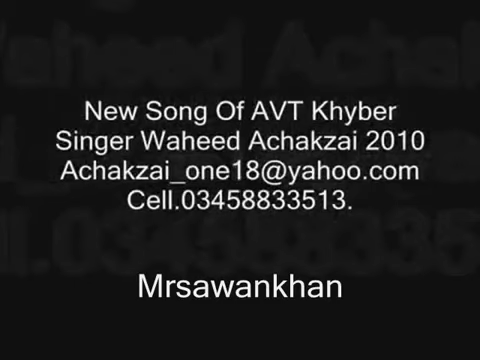 New Song Of AVT Khyber
Singer Waheed Achakzai 2010
Achakzai_one18@yahoo.com
Cell.03458833513.
Mrsawankhan